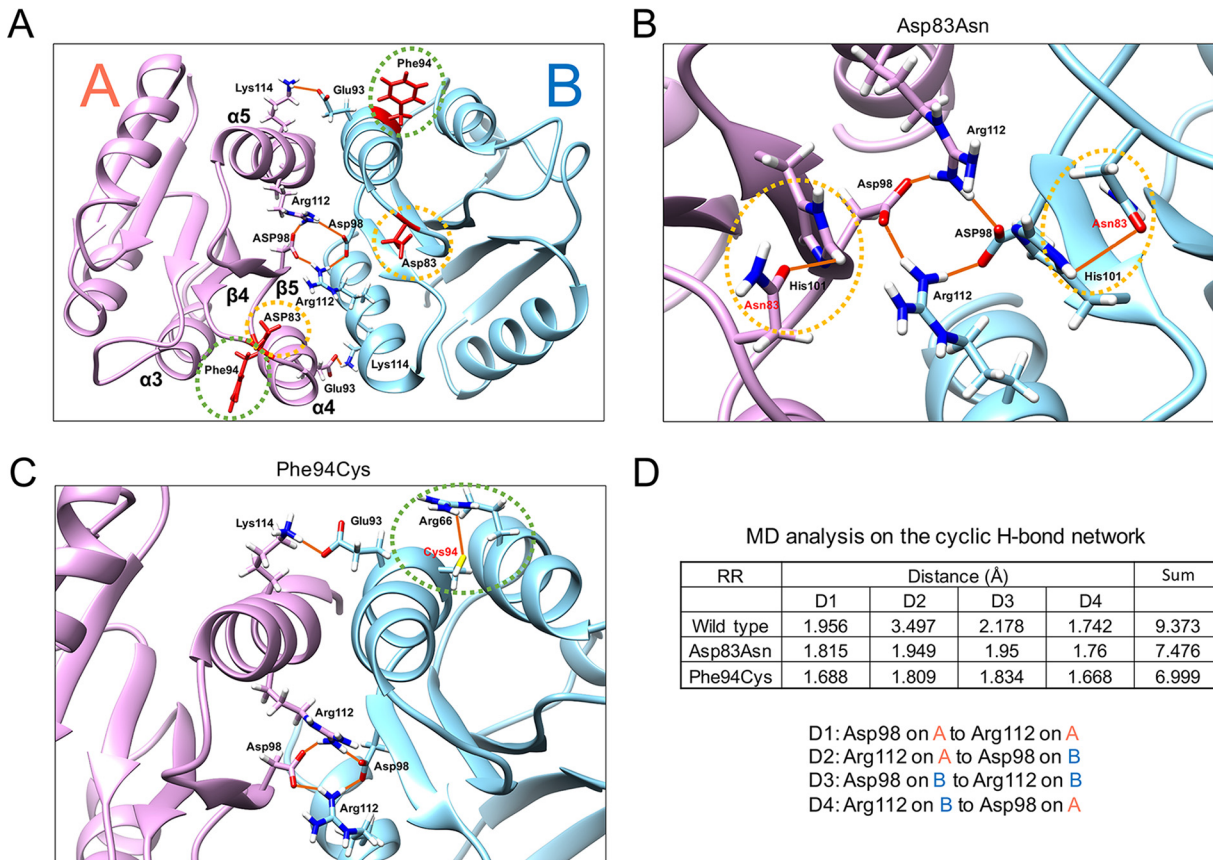 A
A
B
Lys114
Glu93
Phe94
α5
Arg112
Asp98
ASP98
Asp83
β4
β5
Arg112
ASP83
Phe94
Lys114
Glu93
α3
α4
B
Asp83Asn
Arg112
Asp98
ASP98
Asn83
His101
His101
Asn83
Arg112
C
Phe94Cys
Lys114
Glu93
Arg66
Cys94
Arg112
Asp98
Asp98
Arg112
D
MD analysis on the cyclic H-bond network
RR Distance (Å) Sum
D1 D2 D3 D4
Wild type 1.956 3.497 2.178 1.742 9.373
Asp83Asn 1.815 1.949 1.95 1.76 7.476
Phe94Cys 1.688 1.809 1.834 1.668 6.999
D1: Asp98 on A to Arg112 on A
D2: Arg112 on A to Asp98 on B
D3: Asp98 on B to Arg112 on B
D4: Arg112 on B to Asp98 on A